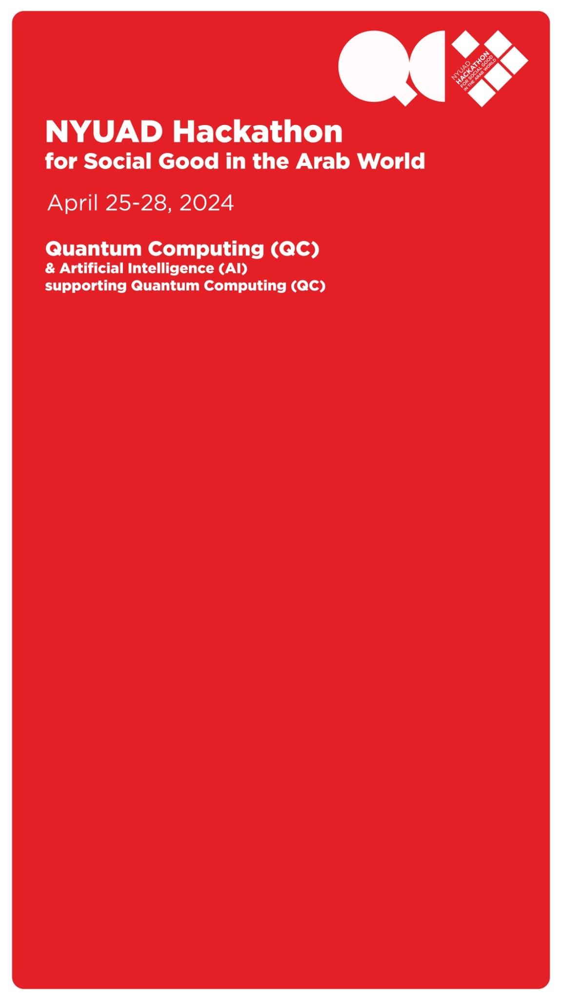 NYUAD
HACKATHON
FOR SOCIAL GOOD
IN THE ARAB WORLD
NYUAD Hackathon
for Social Good in the Arab World
April 25-28, 2024
Quantum Computing (QC)
& Artificial Intelligence (AI)
supporting Quantum Computing (QC)